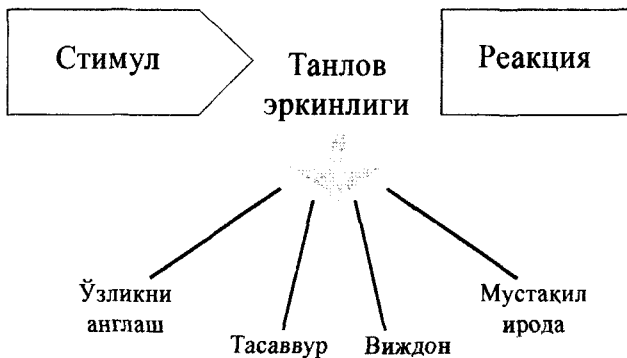 Стимул
Танлов
эркинлиги
Реакция
Ўзликни
англаш
Тасаввур
Виждон
Мустақил
ирода